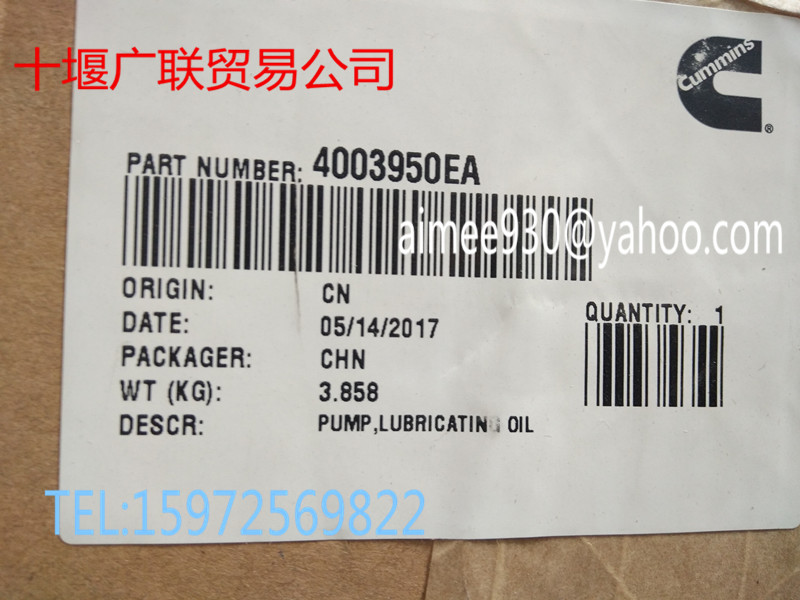 十堰广联贸易公司
Cummins
®
PART NUMBER: 4003950EA
aimee930@yahoo.com
ORIGIN: CN
DATE: 05/14/2017
PACKAGER: CHN
WT (KG): 3.858
DESCR: PUMP,LUBRICATING OIL
QUANTITY: 1
TEL:15972569822